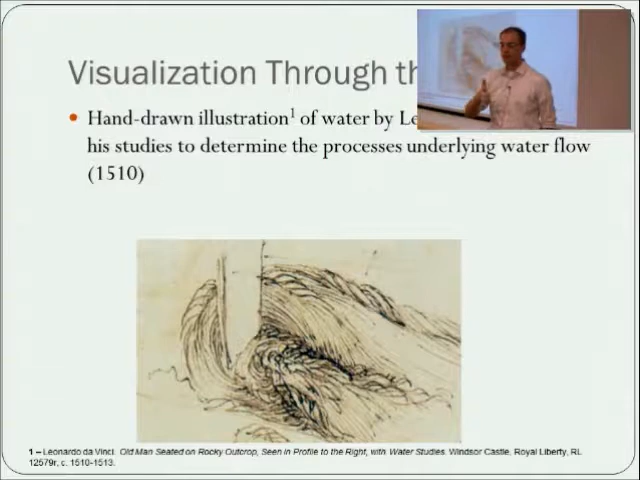 Visualization Through th
• Hand-drawn illustration¹ of water by Le
his studies to determine the processes underlying water flow
(1510)
1 – Leonardo da Vinci. Old Man Seated on Rocky Outcrop, Seen in Profile to the Right, with Water Studies. Windsor Castle, Royal Liberty, RL
12579r, c. 1510-1513.